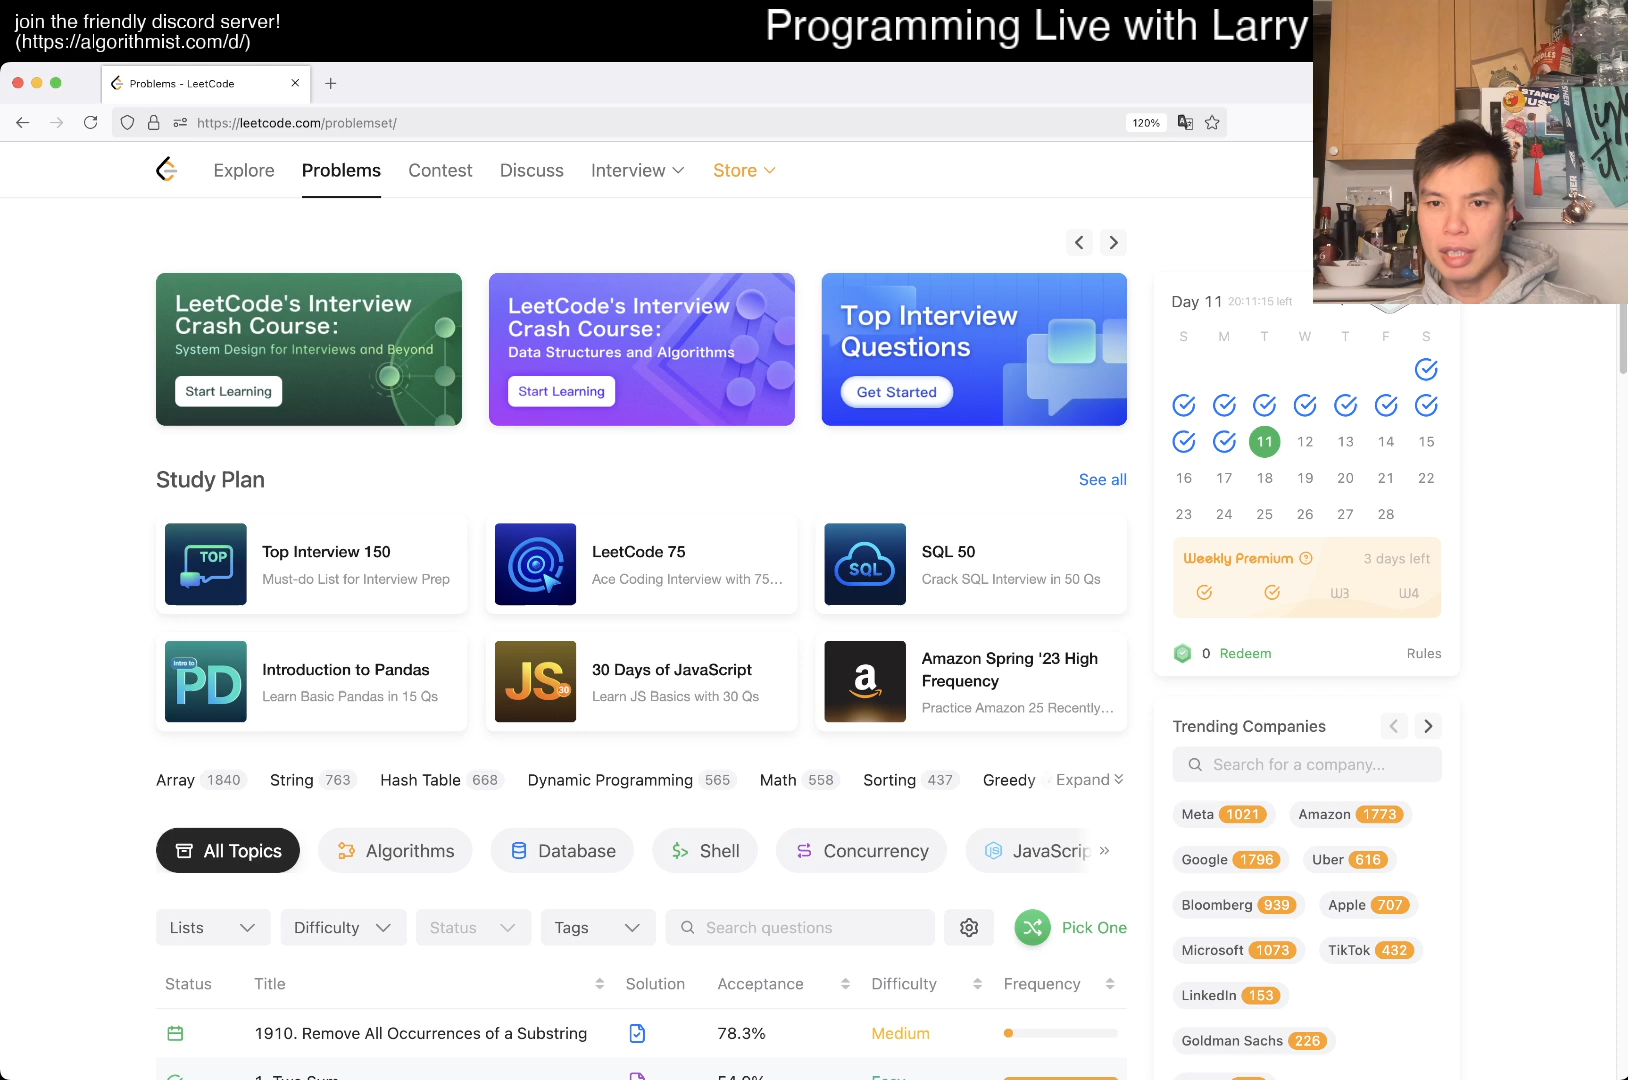 join the friendly discord server!
(https://algorithmist.com/d/)
Programming Live with Larry
Problems - LeetCode
https://leetcode.com/problemset/
120%
Explore
Problems
Contest
Discuss
Interview
Store
LeetCode's Interview
Crash Course:
System Design for Interviews and Beyond
Start Learning
LeetCode's Interview
Crash Course:
Data Structures and Algorithms
Start Learning
Top Interview
Questions
Get Started
Day 11 20:11:15 left
S M T W T F S
11 12 13 14 15
16 17 18 19 20 21 22
23 24 25 26 27 28
Weekly Premium
3 days left
W3 W4
0 Redeem
Rules
Study Plan
See all
TOP
Top Interview 150
Must-do List for Interview Prep
LeetCode 75
Ace Coding Interview with 75...
SQL
SQL 50
Crack SQL Interview in 50 Qs
Intro to
PD
Introduction to Pandas
Learn Basic Pandas in 15 Qs
JS
30
30 Days of JavaScript
Learn JS Basics with 30 Qs
a
Amazon Spring '23 High
Frequency
Practice Amazon 25 Recently...
Array 1840
String 763
Hash Table 668
Dynamic Programming 565
Math 558
Sorting 437
Greedy
Expand
All Topics
Algorithms
Database
Shell
Concurrency
JavaScrip
Lists
Difficulty
Status
Tags
Search questions
Pick One
Status
Title
Solution
Acceptance
Difficulty
Frequency
1910. Remove All Occurrences of a Substring
78.3%
Medium
Trending Companies
Search for a company...
Meta 1021
Amazon 1773
Google 1796
Uber 616
Bloomberg 939
Apple 707
Microsoft 1073
TikTok 432
LinkedIn 153
Goldman Sachs 226